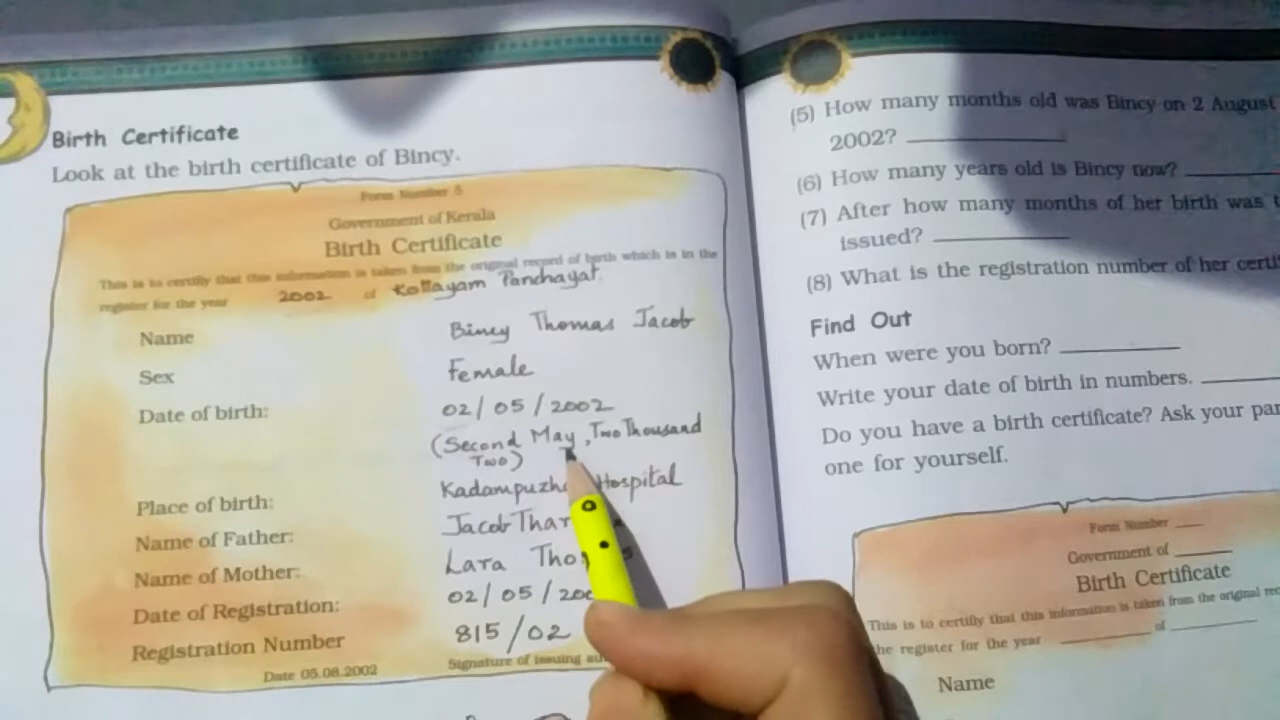 Birth Certificate
Look at the birth certificate of Bincy.
Form Number 5
Government of Kerala
Birth Certificate
This is to certify that this information is taken from the original record of birth which is in the
register for the year 2002 of Kottayam Panchayat.
Name Bincy Thomas Jacob
Sex Female
Date of birth: 02/05/2002
(Second May, Two Thousand
Two)
Place of birth: Hospital
Name of Father: Jacob
Name of Mother: Lara
Date of Registration: 02/05/
Registration Number 815/02
Date 05.08.2002 Signature of issuing
(5) How many months old was Bincy on 2 August
2002?
(6) How many years old is Bincy now?
(7) After how many months of her birth was
issued?
(8) What is the registration number of her
Find Out
When were you born?
Write your date of birth in numbers.
Do you have a birth certificate? Ask your
one for yourself.
Form Number
Government of
Birth Certificate
This is to certify that this information is taken from the original
the register for the year of
Name